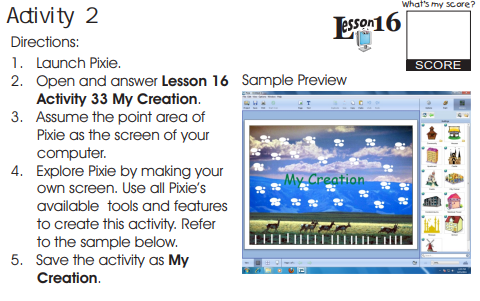 What's my score?
Activity 2
Lesson 16
SCORE
Directions:
1. Launch Pixie.
2. Open and answer Lesson 16
Activity 33 My Creation.
3. Assume the point area of
Pixie as the screen of your
computer.
4. Explore Pixie by making your
own screen. Use all Pixie's
available tools and features
to create this activity. Refer
to the sample below.
5. Save the activity as My
Creation.
Sample Preview
My Creation